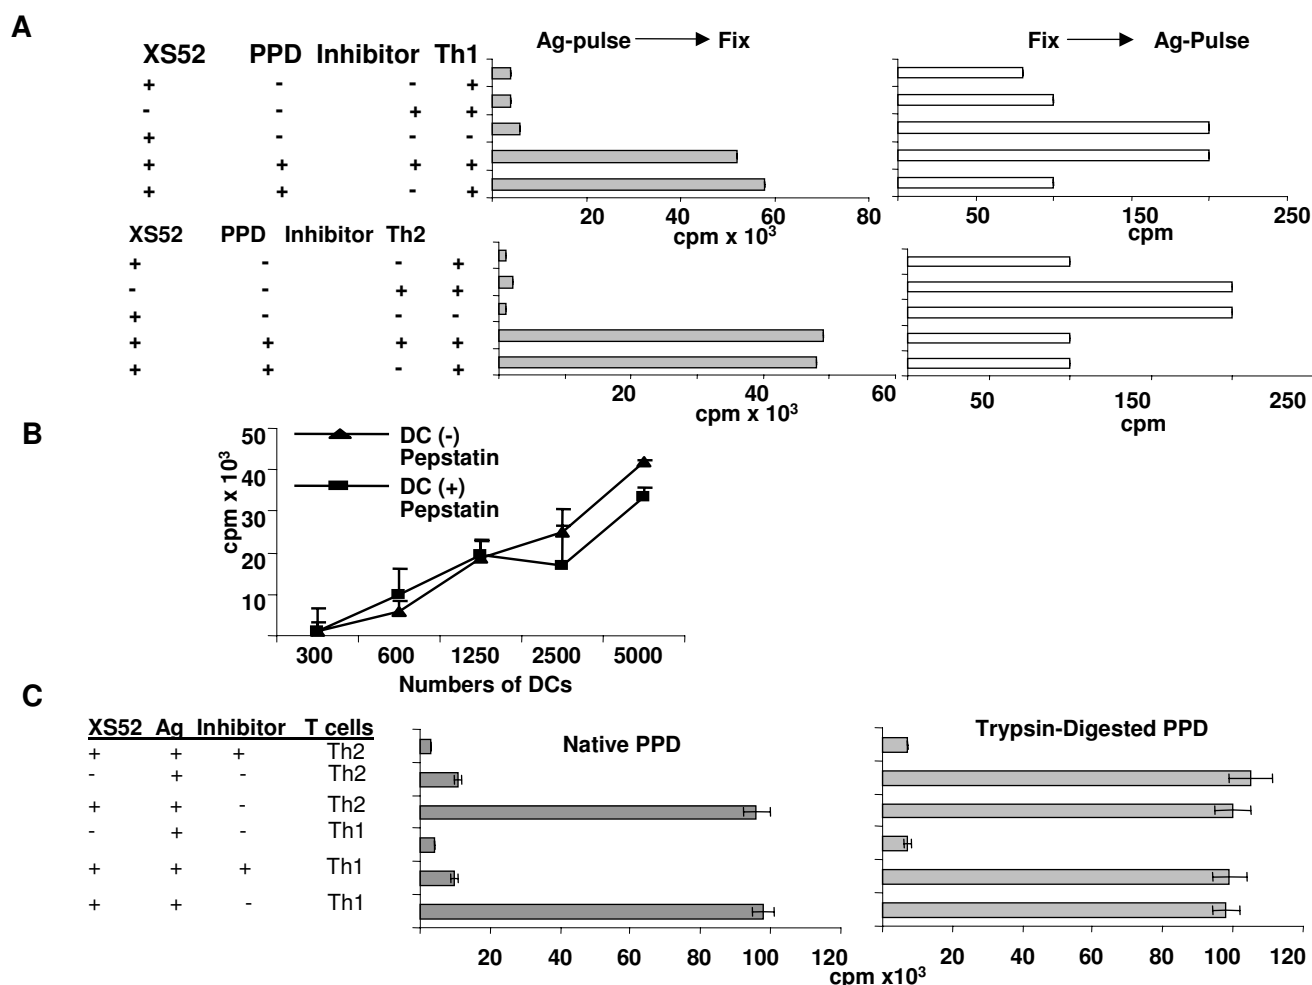 A
Ag-pulse Fix
Fix Ag-Pulse
XS52 PPD Inhibitor Th1
+ - - +
- - + +
+ - - -
+ + + +
+ + - +
20 40 60 80
cpm x 10³
50 150 250
cpm
XS52 PPD Inhibitor Th2
+ - - +
- - + +
+ - - -
+ + + +
+ + - +
20 40 60
cpm x 10³
50 150 250
cpm
B
DC (-)
Pepstatin
DC (+)
Pepstatin
cpm x 10³
50
40
30
20
10
300 600 1250 2500 5000
Numbers of DCs
C
XS52 Ag Inhibitor T cells
+ + + Th2
- + - Th2
+ + - Th2
- + - Th1
+ + + Th1
+ + - Th1
Native PPD
Trypsin-Digested PPD
20 40 60 80 100 120
20 40 60 80 100 120
cpm x10³